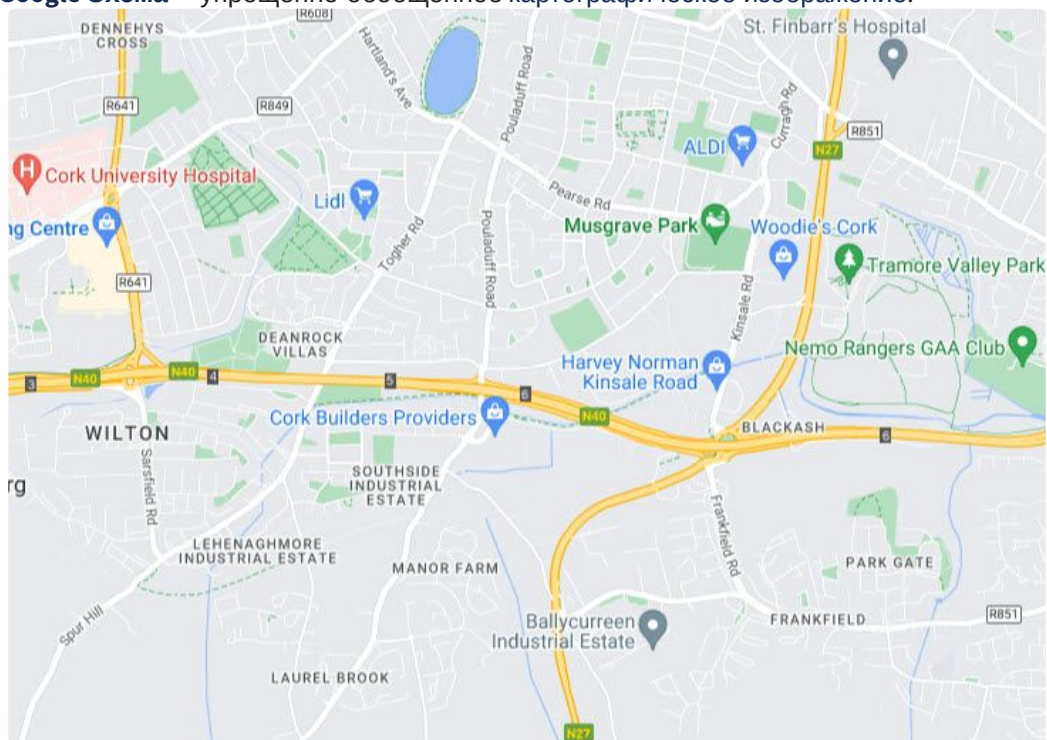 Google Схема – упрощенно-обобщенное картографическое изображение.
R608
DENNEHYS
CROSS
St. Finbarr's Hospital
Hartland's Ave
Pouladuff Road
R641
R849
Curragh Rd
R851
ALDI
N27
Cork University Hospital
Lidl
Pearse Rd
ng Centre
Musgrave Park
Woodie's Cork
Togher Rd
Pouladuff Road
Tramore Valley Park
R641
Kinsale Rd
DEANROCK
VILLAS
Nemo Rangers GAA Club
Harvey Norman
Kinsale Road
3
N40
N40
4
5
6
Cork Builders Providers
N40
BLACKASH
6
WILTON
Sarsfield Rd
rg
SOUTHSIDE
INDUSTRIAL
ESTATE
Frankfield Rd
LEHENAGHMORE
INDUSTRIAL ESTATE
MANOR FARM
PARK GATE
Spur Hill
Ballycurreen
Industrial Estate
FRANKFIELD
R851
LAUREL BROOK
N27